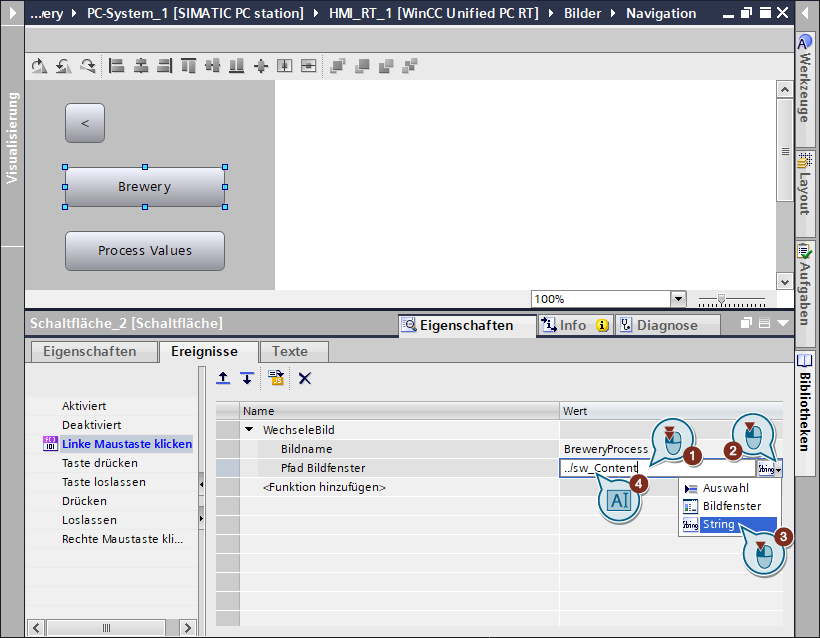 ...ery ▸ PC-System_1 [SIMATIC PC station] ▸ HMI_RT_1 [WinCC Unified PC RT] ▸ Bilder ▸ Navigation
Visualisierung
<
Brewery
Process Values
100%
Werkzeuge
Layout
Aufgaben
Bibliotheken
Schaltfläche_2 [Schaltfläche]
Eigenschaften
Info
Diagnose
Eigenschaften
Ereignisse
Texte
Aktiviert
Deaktiviert
Linke Maustaste klicken
Taste drücken
Taste loslassen
Drücken
Loslassen
Rechte Maustaste kli...
Name
Wert
WechseleBild
Bildname
BreweryProcess
Pfad Bildfenster
../sw_Content
<Funktion hinzufügen>
1
2
3
4
AI
Auswahl
Bildfenster
String